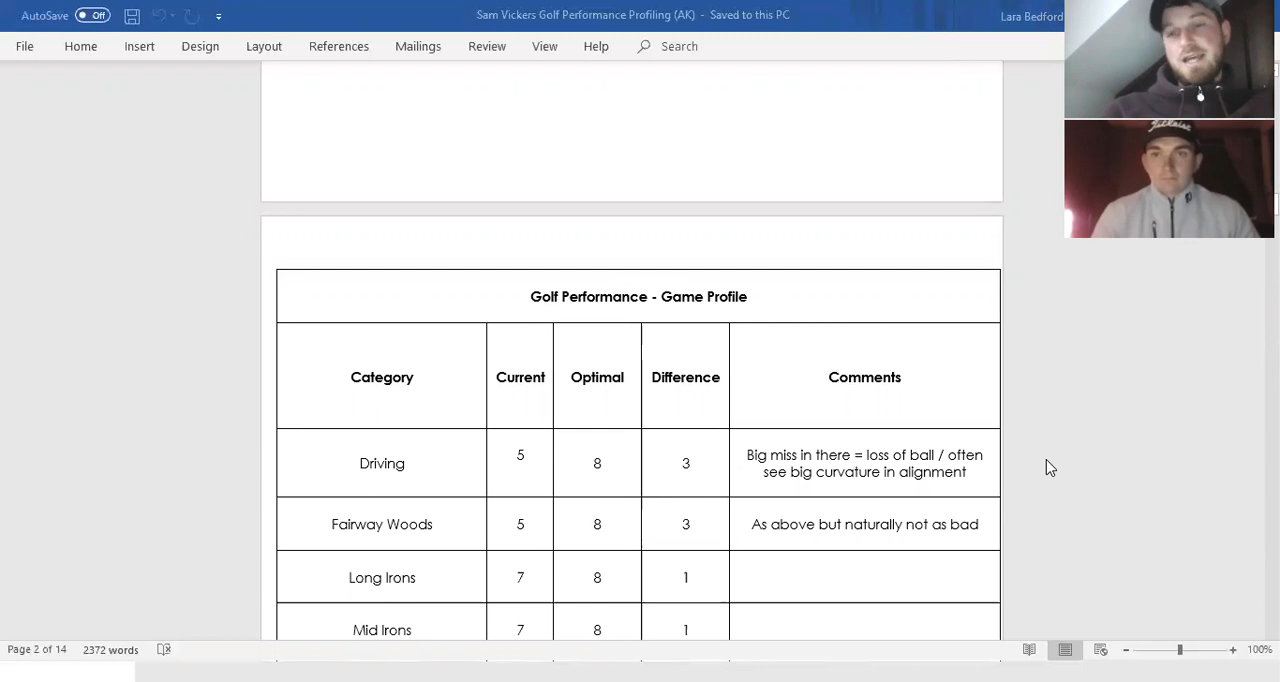 AutoSave Off Sam Vickers Golf Performance Profiling (AK) - Saved to this PC Lara Bedford
File Home Insert Design Layout References Mailings Review View Help Search
Titleist
Golf Performance - Game Profile
Category Current Optimal Difference Comments
Driving 5 8 3 Big miss in there = loss of ball / often
see big curvature in alignment
Fairway Woods 5 8 3 As above but naturally not as bad
Long Irons 7 8 1
Mid Irons 7 8 1
Page 2 of 14 2372 words 100%